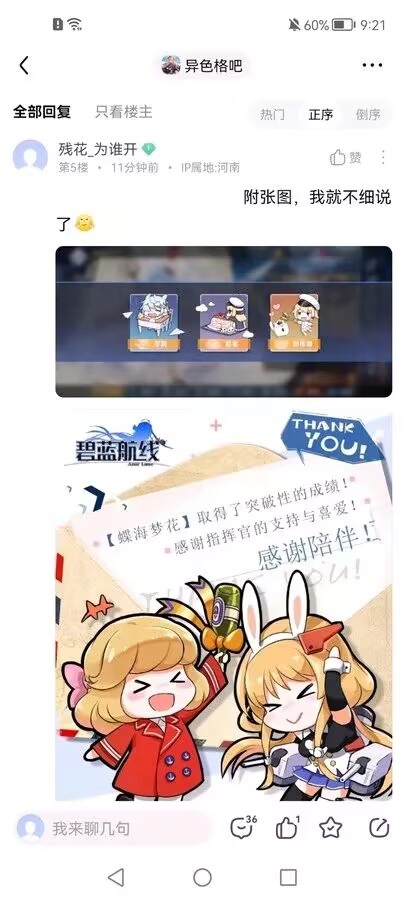 60% 9:21
异色格吧
全部回复 只看楼主 热门 正序 倒序
残花_为谁开
第5楼 · 11分钟前 · IP属地:河南
赞
附张图，我就不细说
了
THANK
YOU!
碧蓝航线
Azur Lane
【蝶海梦花】取得了突破性的成绩！
感谢指挥官的支持与喜爱！
感谢陪伴！
我来聊几句 36 1